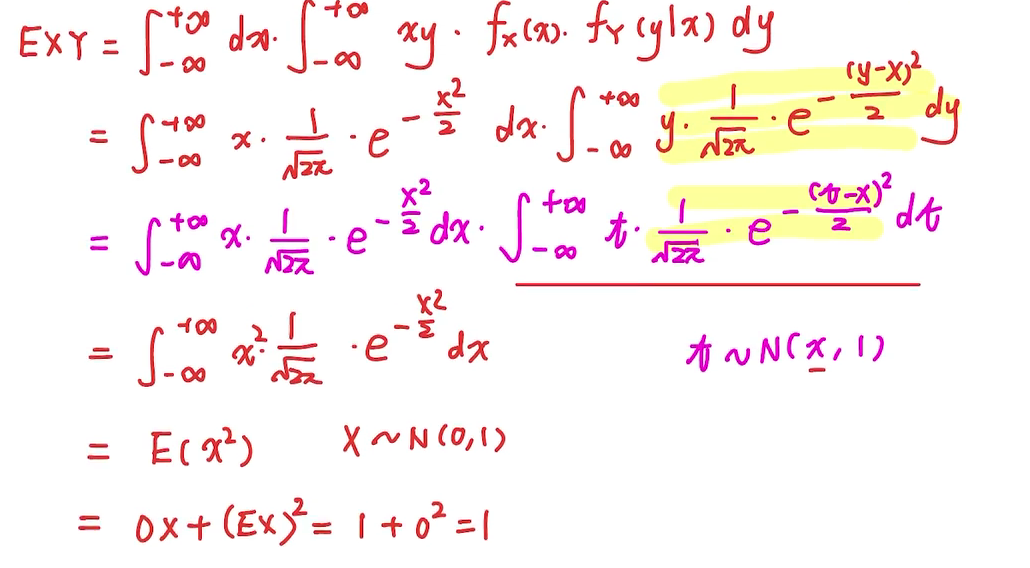 EXY = ∫_{-∞}^{+∞} dx · ∫_{-∞}^{+∞} xy · f_X(x) · f_Y(y|x) dy
= ∫_{-∞}^{+∞} x · 1/√2π · e^{-x²/2} dx · ∫_{-∞}^{+∞} y · 1/√2π · e^{-(y-x)²/2} dy
= ∫_{-∞}^{+∞} x · 1/√2π · e^{-x²/2} dx · ∫_{-∞}^{+∞} t · 1/√2π · e^{-(t-x)²/2} dt
= ∫_{-∞}^{+∞} x² · 1/√2π · e^{-x²/2} dx t ~ N(x, 1)
= E(x²) X ~ N(0,1)
= DX + (EX)² = 1 + 0² = 1